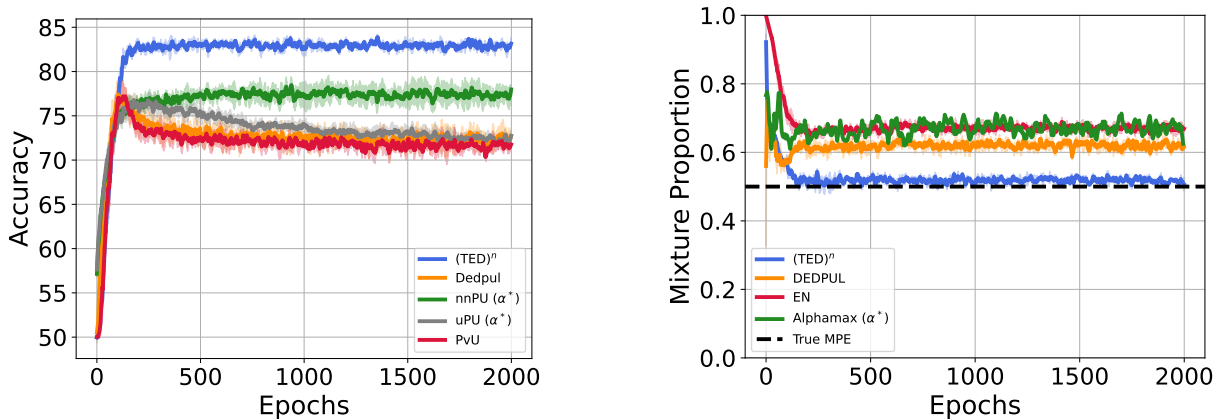 85
80
75
70
65
60
55
50
Accuracy
0
500
1000
1500
2000
Epochs
(TED)ⁿ
Dedpul
nnPU (α*)
uPU (α*)
PvU
1.0
0.8
0.6
0.4
0.2
0.0
Mixture Proportion
0
500
1000
1500
2000
Epochs
(TED)ⁿ
DEDPUL
EN
Alphamax (α*)
True MPE